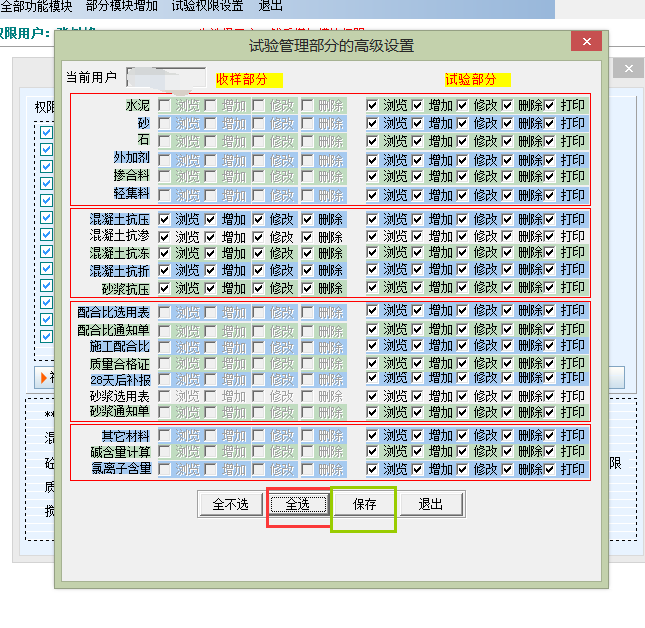 全部功能模块 部分模块增加 试验权限设置 退出
权限用户：
试验管理部分的高级设置
当前用户 收样部分 试验部分
权限
水泥 浏览 增加 修改 删除 浏览 增加 修改 删除 打印
砂 浏览 增加 修改 删除 浏览 增加 修改 删除 打印
石 浏览 增加 修改 删除 浏览 增加 修改 删除 打印
外加剂 浏览 增加 修改 删除 浏览 增加 修改 删除 打印
掺合料 浏览 增加 修改 删除 浏览 增加 修改 删除 打印
轻集料 浏览 增加 修改 删除 浏览 增加 修改 删除 打印
混凝土抗压 浏览 增加 修改 删除 浏览 增加 修改 删除 打印
混凝土抗渗 浏览 增加 修改 删除 浏览 增加 修改 删除 打印
混凝土抗冻 浏览 增加 修改 删除 浏览 增加 修改 删除 打印
混凝土抗折 浏览 增加 修改 删除 浏览 增加 修改 删除 打印
砂浆抗压 浏览 增加 修改 删除 浏览 增加 修改 删除 打印
配合比选用表 浏览 增加 修改 删除 浏览 增加 修改 删除 打印
配合比通知单 浏览 增加 修改 删除 浏览 增加 修改 删除 打印
施工配合比 浏览 增加 修改 删除 浏览 增加 修改 删除 打印
质量合格证 浏览 增加 修改 删除 浏览 增加 修改 删除 打印
28天后补报 浏览 增加 修改 删除 浏览 增加 修改 删除 打印
砂浆选用表 浏览 增加 修改 删除 浏览 增加 修改 删除 打印
砂浆通知单 浏览 增加 修改 删除 浏览 增加 修改 删除 打印
**
其它材料 浏览 增加 修改 删除 浏览 增加 修改 删除 打印
混
碱含量计算 浏览 增加 修改 删除 浏览 增加 修改 删除 打印
砼 限
氯离子含量 浏览 增加 修改 删除 浏览 增加 修改 删除 打印
质
搅
全不选 全选 保存 退出